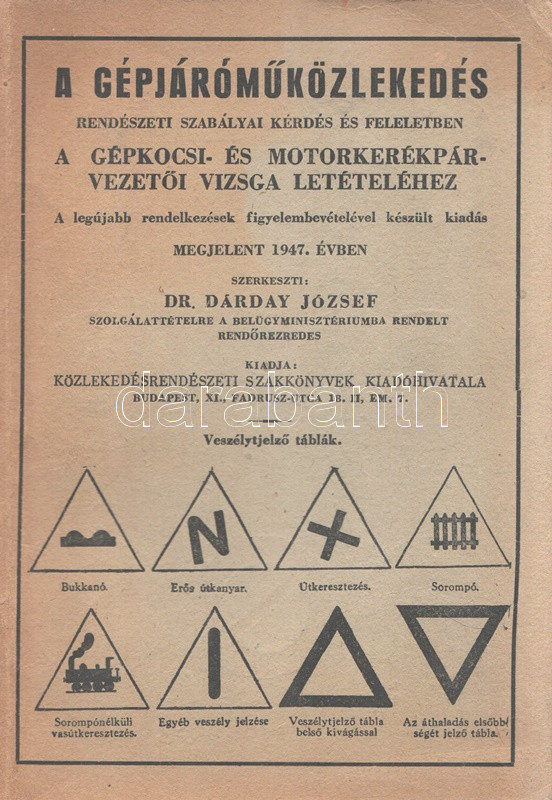 A GÉPJÁRÓMŰKÖZLEKEDÉS
RENDÉSZETI SZABÁLYAI KÉRDÉS ÉS FELELETBEN
A GÉPKOCSI- ÉS MOTORKERÉKPÁR-
VEZETŐI VIZSGA LETÉTELÉHEZ
A legújabb rendelkezések figyelembevételével készült kiadás
MEGJELENT 1947. ÉVBEN
SZERKESZTI:
DR. DÁRDAY JÓZSEF
SZOLGÁLATTÉTELRE A BELÜGYMINISZTÉRIUMBA RENDELT
RENDŐREZREDES
KIADJA:
KÖZLEKEDÉSRENDÉSZETI SZAKKÖNYVEK KIADÓHIVATALA
BUDAPEST, XI., FADRUSZ-UTCA 18. II, EM. 7.
darabanth
Veszélytjelző táblák.
Bukkanó.
Erős útkanyar.
Útkeresztezés.
Sorompó.
Sorompónélküli
vasútkeresztezés.
Egyéb veszély jelzése
Veszélytjelző tábla
belső kivágással
Az áthaladás elsőbb
ségét jelző tábla.